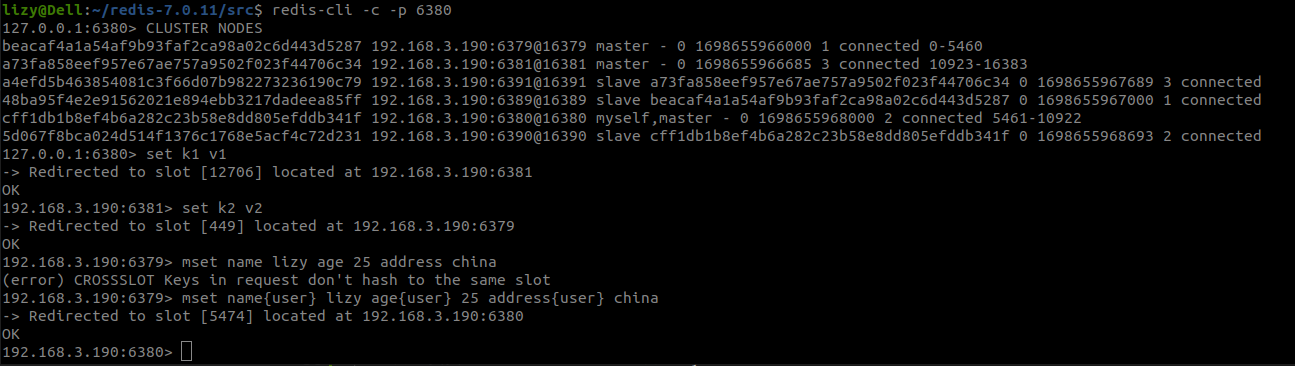 lizy@Dell:~/redis-7.0.11/src$ redis-cli -c -p 6380
127.0.0.1:6380> CLUSTER NODES
beacaf4a1a54af9b93faf2ca98a02c6d443d5287 192.168.3.190:6379@16379 master - 0 1698655966000 1 connected 0-5460
a73fa858eef957e67ae757a9502f023f44706c34 192.168.3.190:6381@16381 master - 0 1698655966685 3 connected 10923-16383
a4efd5b463854081c3f66d07b982273236190c79 192.168.3.190:6391@16391 slave a73fa858eef957e67ae757a9502f023f44706c34 0 1698655967689 3 connected
48ba95f4e2e91562021e894ebb3217dadeea85ff 192.168.3.190:6389@16389 slave beacaf4a1a54af9b93faf2ca98a02c6d443d5287 0 1698655967000 1 connected
cff1db1b8ef4b6a282c23b58e8dd805efddb341f 192.168.3.190:6380@16380 myself,master - 0 1698655968000 2 connected 5461-10922
5d067f8bca024d514f1376c1768e5acf4c72d231 192.168.3.190:6390@16390 slave cff1db1b8ef4b6a282c23b58e8dd805efddb341f 0 1698655968693 2 connected
127.0.0.1:6380> set k1 v1
-> Redirected to slot [12706] located at 192.168.3.190:6381
OK
192.168.3.190:6381> set k2 v2
-> Redirected to slot [449] located at 192.168.3.190:6379
OK
192.168.3.190:6379> mset name lizy age 25 address china
(error) CROSSSLOT Keys in request don't hash to the same slot
192.168.3.190:6379> mset name{user} lizy age{user} 25 address{user} china
-> Redirected to slot [5474] located at 192.168.3.190:6380
OK
192.168.3.190:6380>